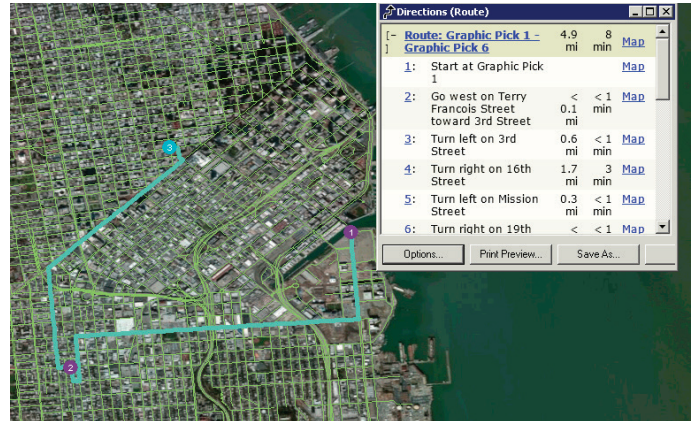 Directions (Route)
[- Route: Graphic Pick 1 - 4.9 8 Map
] Graphic Pick 6 mi min
1: Start at Graphic Pick Map
1
2: Go west on Terry < < 1 Map
Francois Street 0.1 min
toward 3rd Street mi
3: Turn left on 3rd 0.6 < 1 Map
Street mi min
4: Turn right on 16th 1.7 3 Map
Street mi min
5: Turn left on Mission 0.3 < 1 Map
Street mi min
6: Turn right on 19th < < 1 Map
Options... Print Preview... Save As...
3
1
2